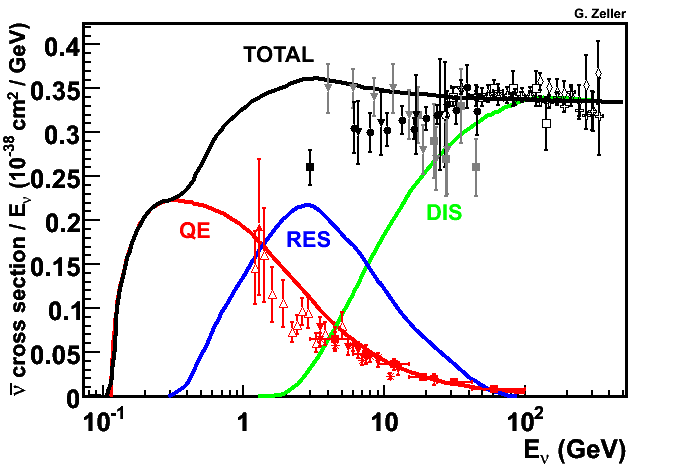 G. Zeller
ν̅ cross section / Eν (10⁻³⁸ cm² / GeV)
0.4
0.35
0.3
0.25
0.2
0.15
0.1
0.05
0
TOTAL
QE
RES
DIS
10⁻¹
1
10
10²
Eν (GeV)